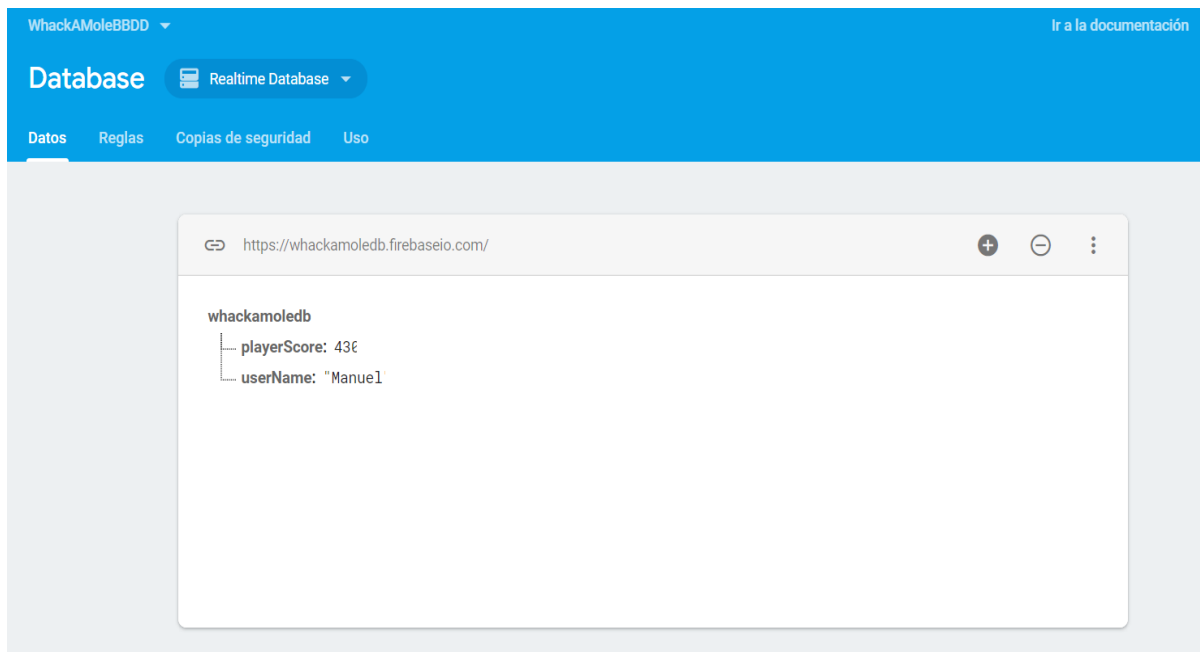 WhackAMoleBBDD
Ir a la documentación
Database
Realtime Database
Datos Reglas Copias de seguridad Uso
https://whackamoledb.firebaseio.com/
whackamoledb
playerScore:
userName: "Manuel